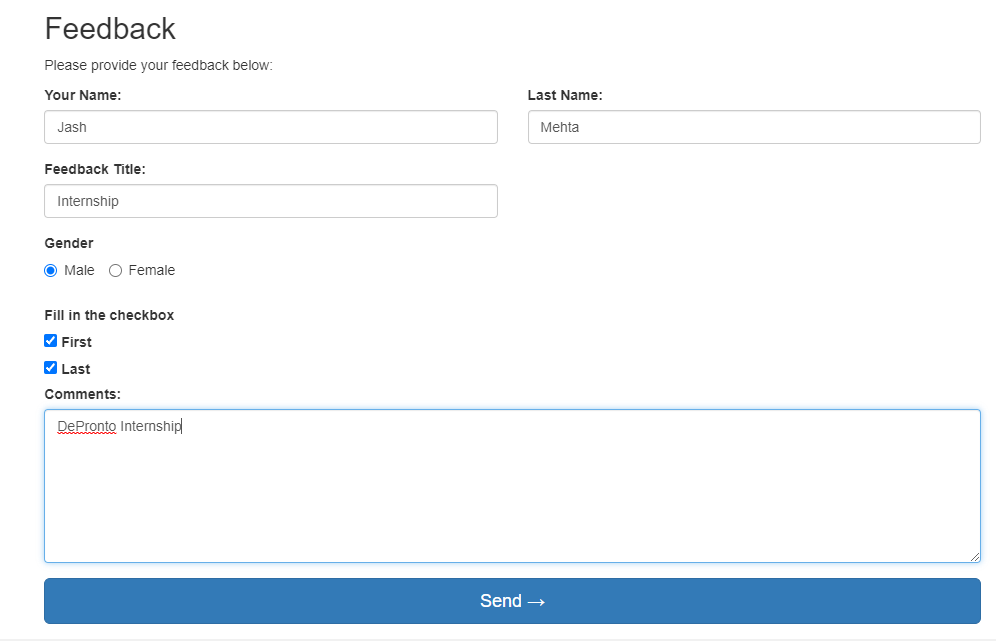 Feedback
Please provide your feedback below:
Your Name:
Last Name:
Jash
Mehta
Feedback Title:
Internship
Gender
Male
Female
Fill in the checkbox
First
Last
Comments:
DePronto Internship
Send →